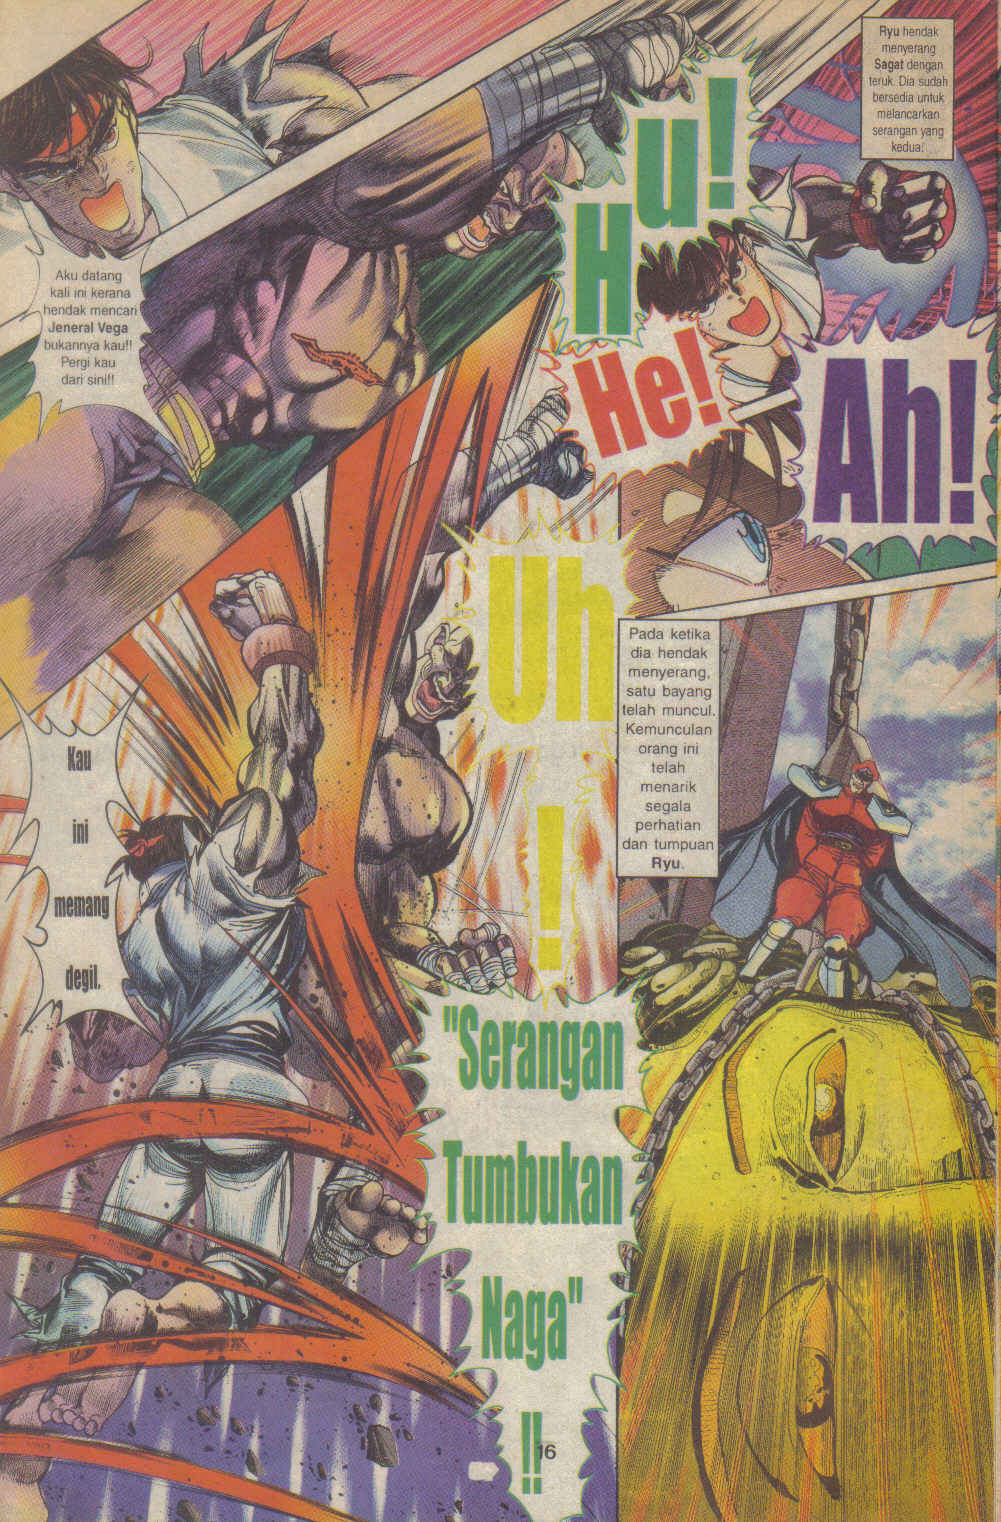 Aku datang
kali ini kerana
hendak mencari
Jeneral Vega
bukannya kau!!
Pergi kau
dari sini!!
Hu!
He!
Ryu hendak
menyerang
Sagat dengan
teruk. Dia sudah
bersedia untuk
melancarkan
serangan yang
kedua!
Ah!
Kau
ini
memang
degil.
Uh
!
"Serangan
Tumbukan
Naga"
!!
Pada ketika
dia hendak
menyerang,
satu bayang
telah muncul.
Kemunculan
orang ini
telah
menarik
segala
perhatian
dan tumpuan
Ryu.
16